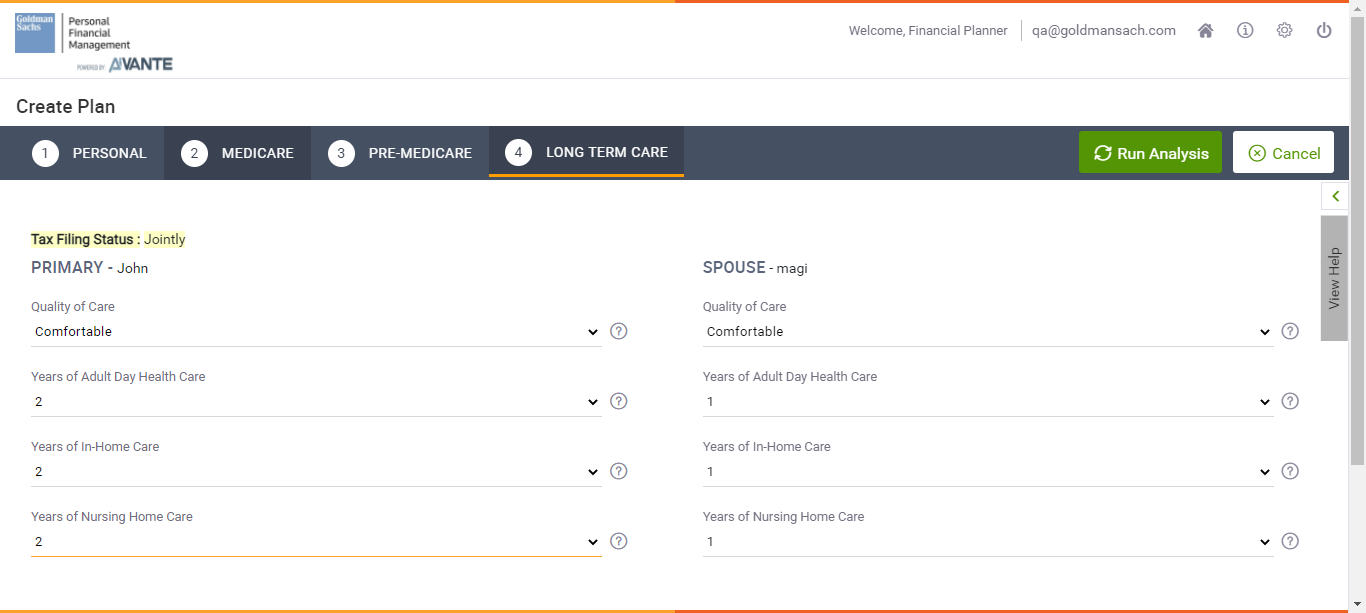 Goldman
Sachs
Personal
Financial
Management
POWERED BY AIVANTE
Welcome, Financial Planner
qa@goldmansach.com
Create Plan
1 PERSONAL
2 MEDICARE
3 PRE-MEDICARE
4 LONG TERM CARE
Run Analysis
Cancel
View Help
Tax Filing Status : Jointly
PRIMARY - John
Quality of Care
Comfortable
Years of Adult Day Health Care
2
Years of In-Home Care
2
Years of Nursing Home Care
2
SPOUSE - magi
Quality of Care
Comfortable
Years of Adult Day Health Care
1
Years of In-Home Care
1
Years of Nursing Home Care
1